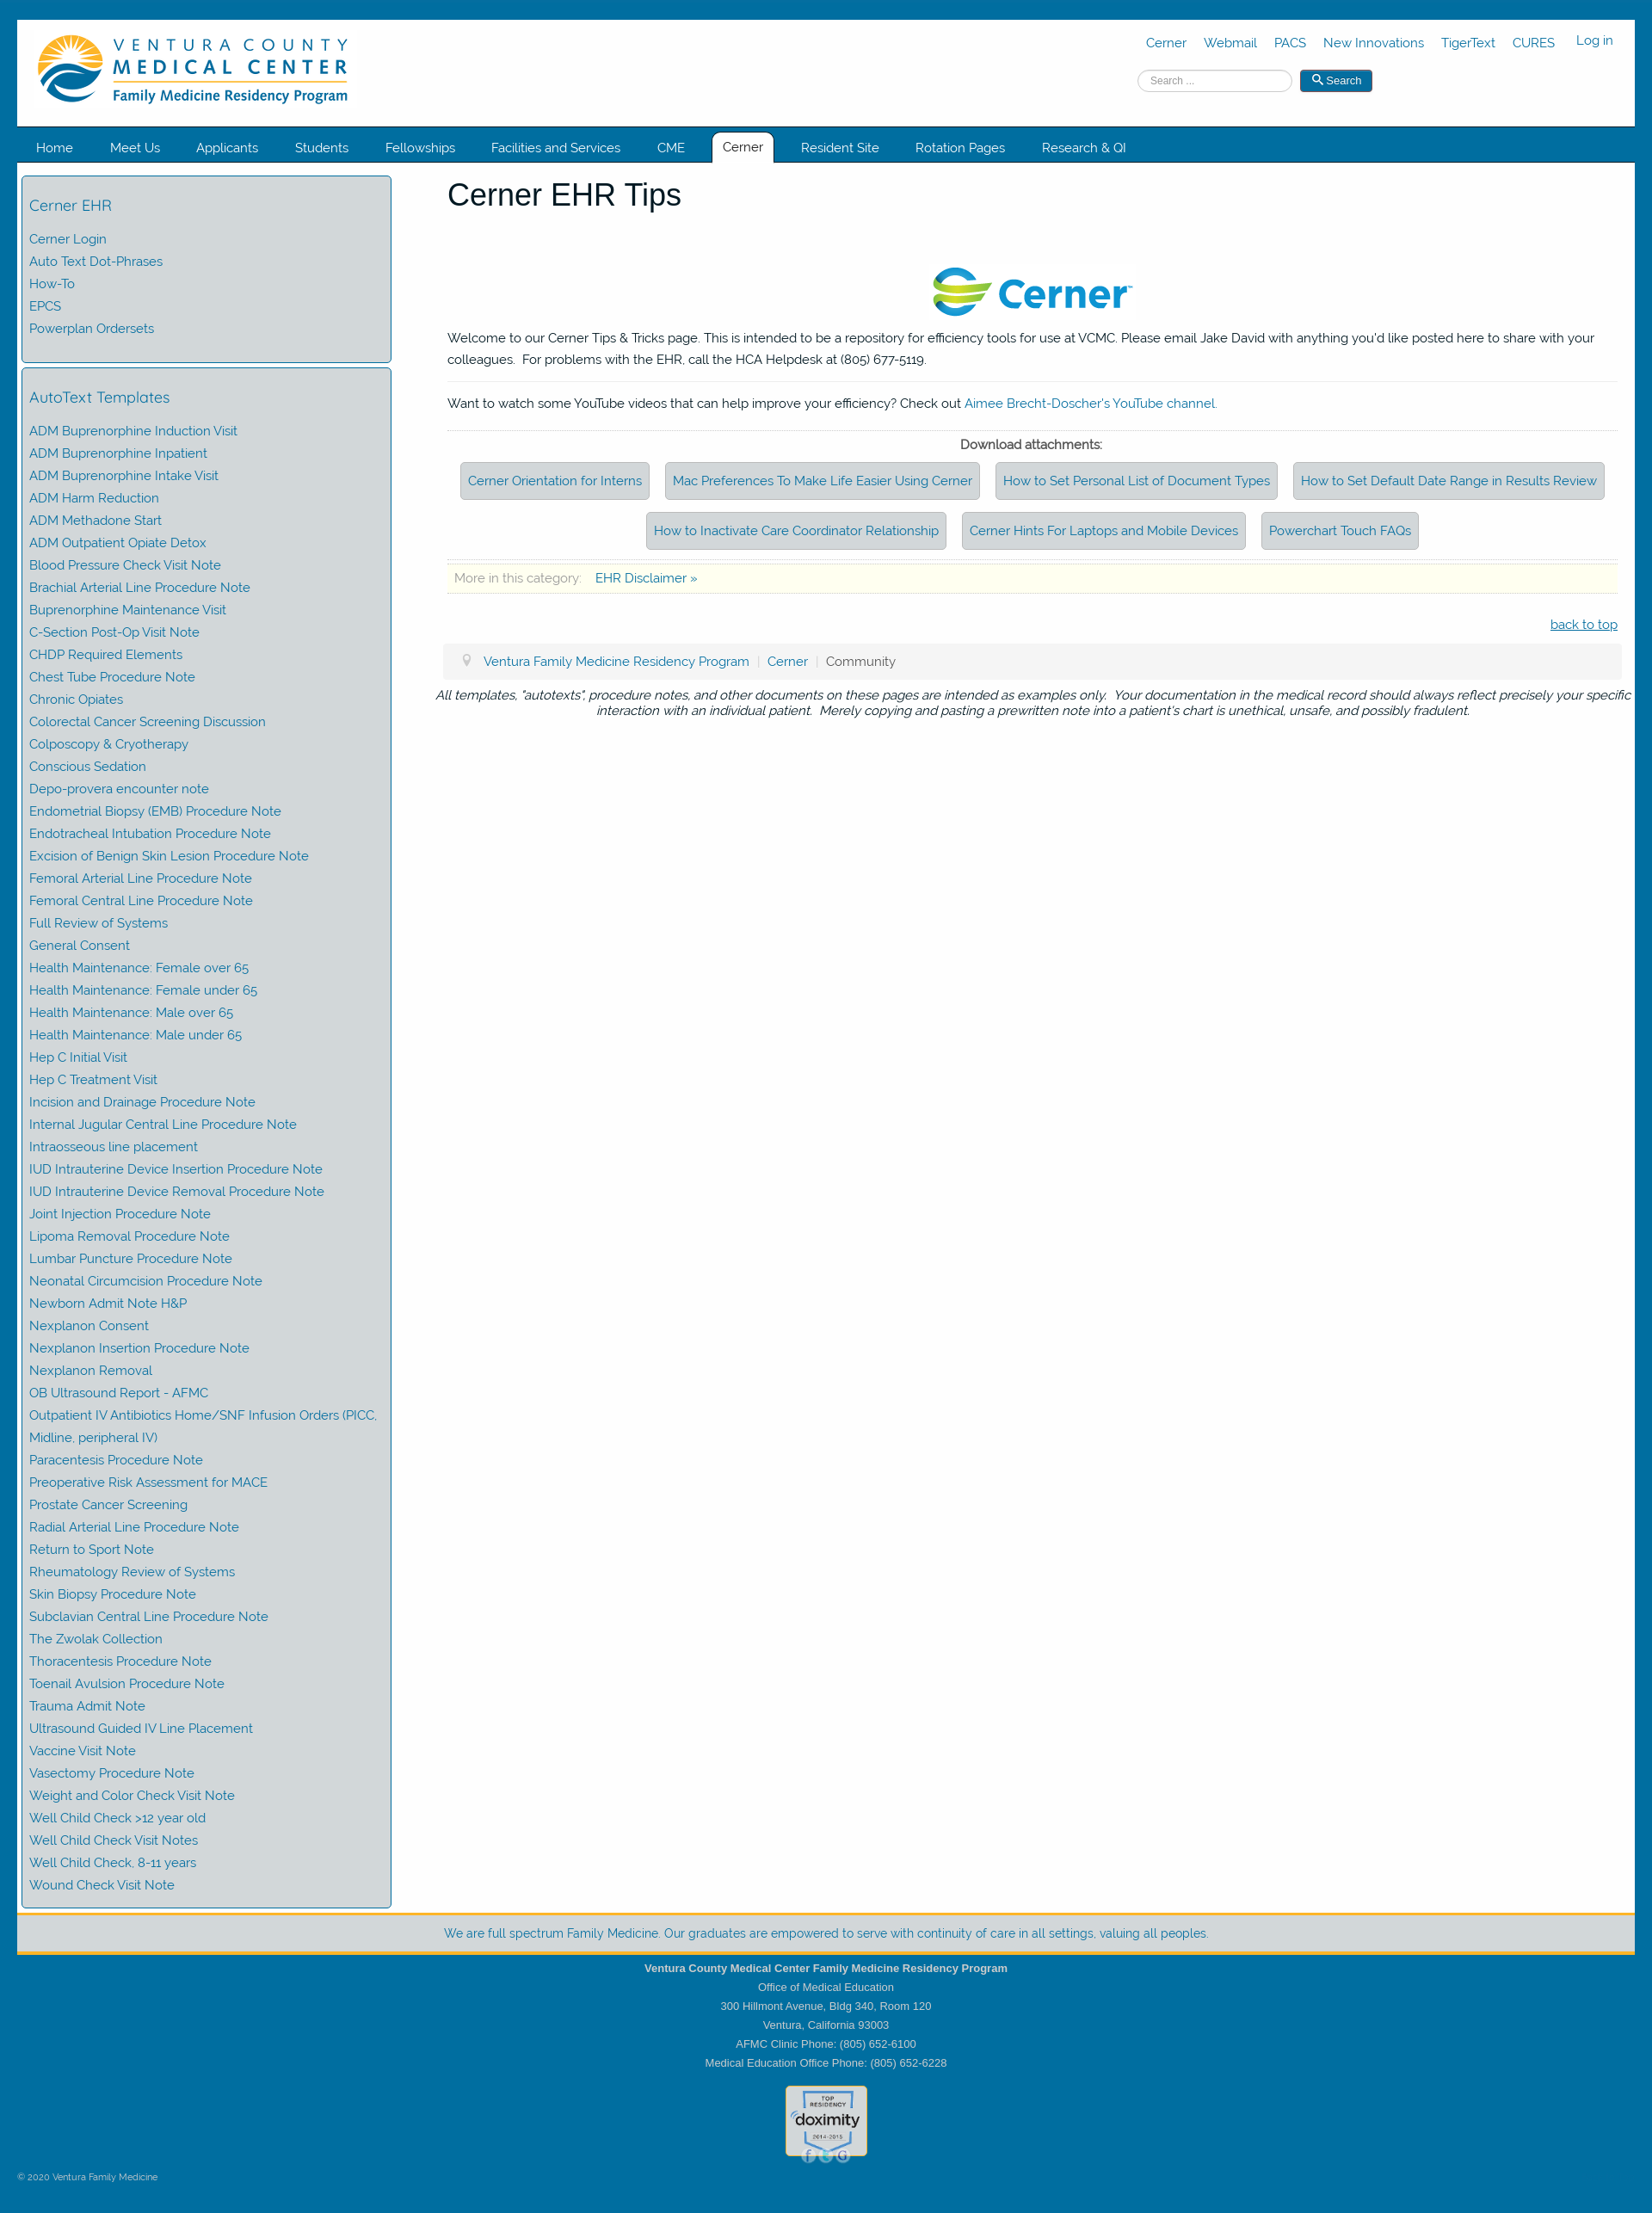 VENTURA COUNTY
MEDICAL CENTER
Family Medicine Residency Program
Cerner Webmail PACS New Innovations TigerText CURES Log in
Search ... Search
Home Meet Us Applicants Students Fellowships Facilities and Services CME Cerner Resident Site Rotation Pages Research & QI
Cerner EHR
Cerner Login
Auto Text Dot-Phrases
How-To
EPCS
Powerplan Ordersets
AutoText Templates
ADM Buprenorphine Induction Visit
ADM Buprenorphine Inpatient
ADM Buprenorphine Intake Visit
ADM Harm Reduction
ADM Methadone Start
ADM Outpatient Opiate Detox
Blood Pressure Check Visit Note
Brachial Arterial Line Procedure Note
Buprenorphine Maintenance Visit
C-Section Post-Op Visit Note
CHDP Required Elements
Chest Tube Procedure Note
Chronic Opiates
Colorectal Cancer Screening Discussion
Colposcopy & Cryotherapy
Conscious Sedation
Depo-provera encounter note
Endometrial Biopsy (EMB) Procedure Note
Endotracheal Intubation Procedure Note
Excision of Benign Skin Lesion Procedure Note
Femoral Arterial Line Procedure Note
Femoral Central Line Procedure Note
Full Review of Systems
General Consent
Health Maintenance: Female over 65
Health Maintenance: Female under 65
Health Maintenance: Male over 65
Health Maintenance: Male under 65
Hep C Initial Visit
Hep C Treatment Visit
Incision and Drainage Procedure Note
Internal Jugular Central Line Procedure Note
Intraosseous line placement
IUD Intrauterine Device Insertion Procedure Note
IUD Intrauterine Device Removal Procedure Note
Joint Injection Procedure Note
Lipoma Removal Procedure Note
Lumbar Puncture Procedure Note
Neonatal Circumcision Procedure Note
Newborn Admit Note H&P
Nexplanon Consent
Nexplanon Insertion Procedure Note
Nexplanon Removal
OB Ultrasound Report - AFMC
Outpatient IV Antibiotics Home/SNF Infusion Orders (PICC,
Midline, peripheral IV)
Paracentesis Procedure Note
Preoperative Risk Assessment for MACE
Prostate Cancer Screening
Radial Arterial Line Procedure Note
Return to Sport Note
Rheumatology Review of Systems
Skin Biopsy Procedure Note
Subclavian Central Line Procedure Note
The Zwolak Collection
Thoracentesis Procedure Note
Toenail Avulsion Procedure Note
Trauma Admit Note
Ultrasound Guided IV Line Placement
Vaccine Visit Note
Vasectomy Procedure Note
Weight and Color Check Visit Note
Well Child Check >12 year old
Well Child Check Visit Notes
Well Child Check, 8-11 years
Wound Check Visit Note
Cerner EHR Tips
Cerner™
Welcome to our Cerner Tips & Tricks page. This is intended to be a repository for efficiency tools for use at VCMC. Please email Jake David with anything you'd like posted here to share with your
colleagues.  For problems with the EHR, call the HCA Helpdesk at (805) 677-5119.
Want to watch some YouTube videos that can help improve your efficiency? Check out Aimee Brecht-Doscher's YouTube channel.
Download attachments:
Cerner Orientation for Interns Mac Preferences To Make Life Easier Using Cerner How to Set Personal List of Document Types How to Set Default Date Range in Results Review
How to Inactivate Care Coordinator Relationship Cerner Hints For Laptops and Mobile Devices Powerchart Touch FAQs
More in this category: EHR Disclaimer »
back to top
Ventura Family Medicine Residency Program | Cerner | Community
All templates, "autotexts", procedure notes, and other documents on these pages are intended as examples only.  Your documentation in the medical record should always reflect precisely your specific
interaction with an individual patient.  Merely copying and pasting a prewritten note into a patient's chart is unethical, unsafe, and possibly fradulent.
We are full spectrum Family Medicine. Our graduates are empowered to serve with continuity of care in all settings, valuing all peoples.
Ventura County Medical Center Family Medicine Residency Program
Office of Medical Education
300 Hillmont Avenue, Bldg 340, Room 120
Ventura, California 93003
AFMC Clinic Phone: (805) 652-6100
Medical Education Office Phone: (805) 652-6228
TOP
RESIDENCY
doximity
2014-2015
f G
© 2020 Ventura Family Medicine